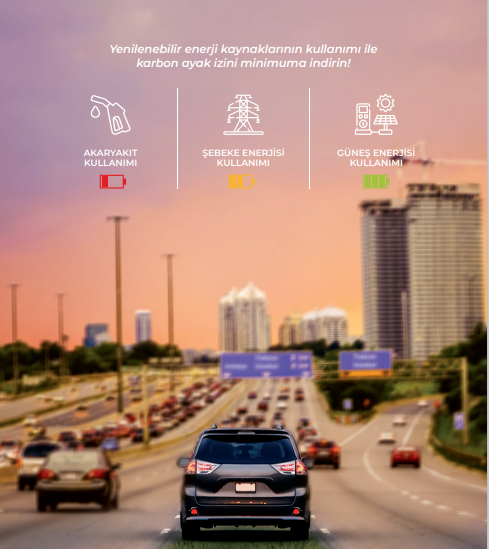 Yenilenebilir enerji kaynaklarının kullanımı ile
karbon ayak izini minimuma indirin!
AKARYAKIT
KULLANIMI
ŞEBEKE ENERJİSİ
KULLANIMI
GÜNEŞ ENERJİSİ
KULLANIMI